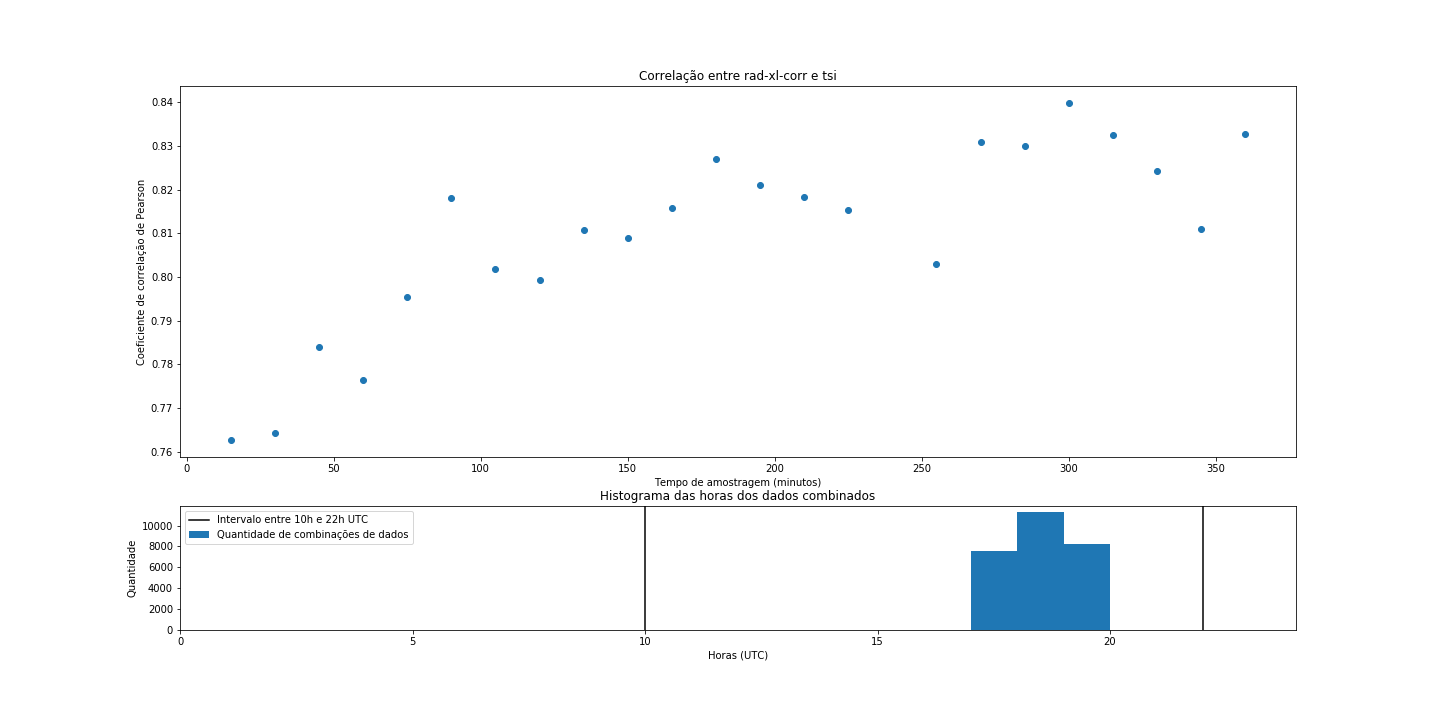 Correlação entre rad-xl-corr e tsi
0.84
0.83
0.82
0.81
0.80
0.79
0.78
0.77
0.76
Coeficiente de correlação de Pearson
0 50 100 150 200 250 300 350
Tempo de amostragem (minutos)
Histograma das horas dos dados combinados
Intervalo entre 10h e 22h UTC
Quantidade de combinações de dados
10000
8000
6000
4000
2000
0
Quantidade
0 5 10 15 20
Horas (UTC)